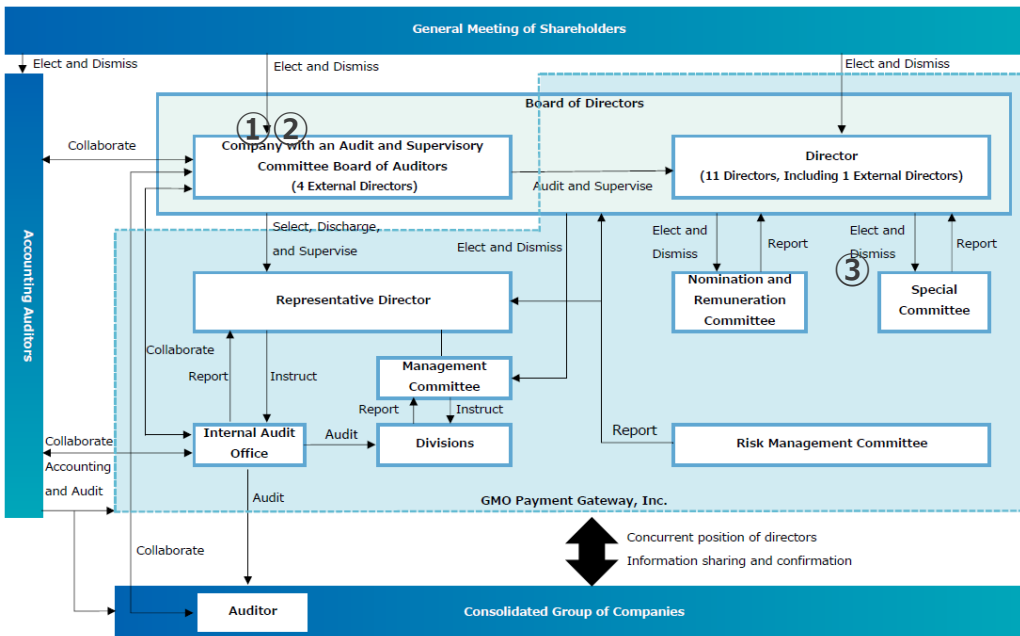 General Meeting of Shareholders
Elect and Dismiss
Elect and Dismiss
Elect and Dismiss
Board of Directors
① ②
Company with an Audit and Supervisory
Committee Board of Auditors
(4 External Directors)
Director
(11 Directors, Including 1 External Directors)
Collaborate
Audit and Supervise
Select, Discharge,
and Supervise
Elect and Dismiss
Elect and
Dismiss
Report
Elect and
Dismiss
Report
③
Accounting Auditors
Representative Director
Nomination and
Remuneration
Committee
Special
Committee
Collaborate
Report
Instruct
Management
Committee
Report
Instruct
Internal Audit
Office
Audit
Divisions
Report
Risk Management Committee
Collaborate
Accounting
and Audit
Audit
GMO Payment Gateway, Inc.
Collaborate
Concurrent position of directors
Information sharing and confirmation
Auditor
Consolidated Group of Companies